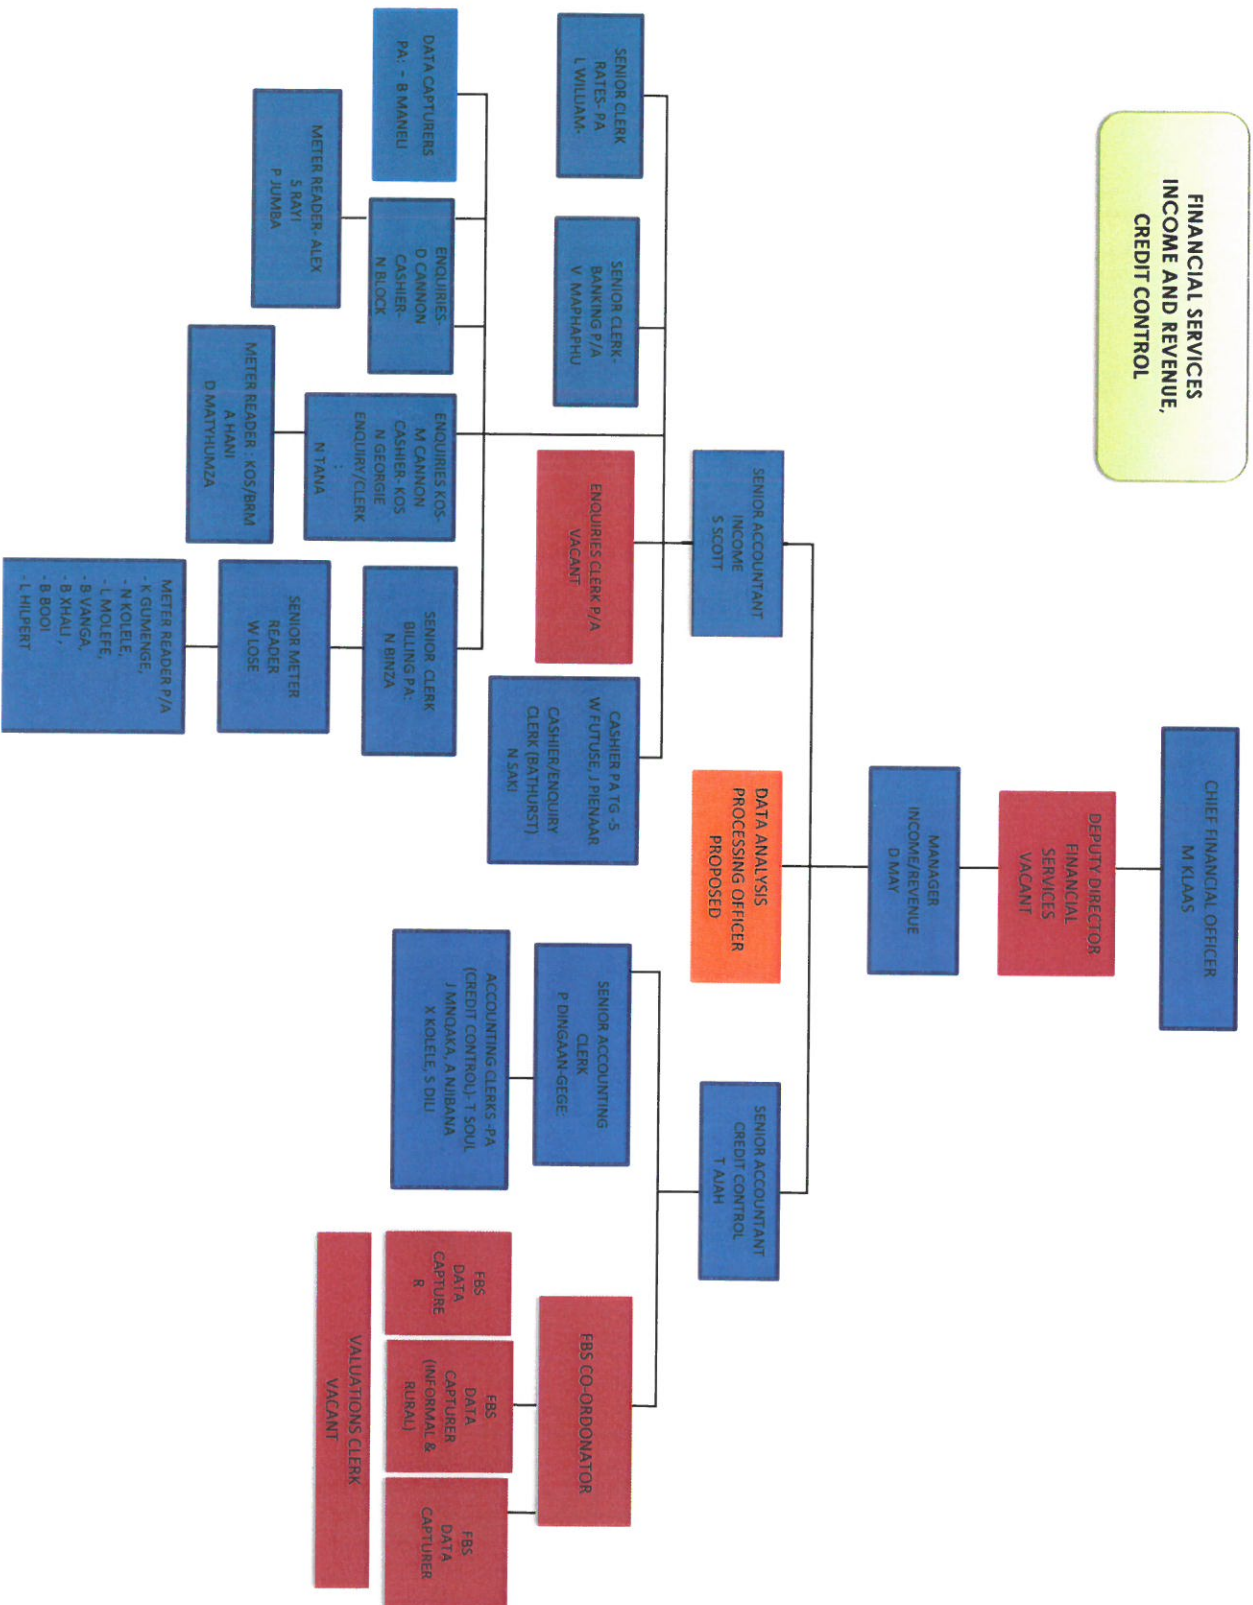 FINANCIAL SERVICES
INCOME AND REVENUE,
CREDIT CONTROL
CHIEF FINANCIAL OFFICER
M KLAAS
DEPUTY DIRECTOR
FINANCIAL
SERVICES
VACANT
MANAGER
INCOME/REVENUE
D MAY
SENIOR ACCOUNTANT
INCOME
S SCOTT
DATA ANALYSIS
PROCESSING OFFICER
PROPOSED
SENIOR ACCOUNTANT
CREDIT CONTROL
T AJAH
SENIOR CLERK
RATES- PA
L WILLIAM-
SENIOR CLERK-
BANKING P/A
V MAPHAPHU
ENQUIRIES CLERK P/A
VACANT
CASHIER PA TG -S
W FUTUSE, J PIENAAR
CASHIER/ENQUIRY
CLERK (BATHURST)
N SAKI
SENIOR ACCOUNTING
CLERK
P DINGAAN-GEGE:
FBS CO-ORDONATOR
DATA CAPTURERS
PA: - B MANELI
ENQUIRIES-
D CANNON
CASHIER-
N BLOCK
ENQUIRIES KOS-
M CANNON
CASHIER- KOS
N GEORGIE
ENQUIRY/CLERK
:
N TANA
SENIOR CLERK
BILLING PA:
N BINZA
ACCOUNTING CLERKS -PA
(CREDIT CONTROL)- T SOUL
J MNQAKA, A NJIBANA
X KOLELE, S DILI
FBS
DATA
CAPTURE
R
FBS
DATA
CAPTURER
(INFORMAL &
RURAL)
FBS
DATA
CAPTURER
METER READER- ALEX
S RAYI
P JUMBA
METER READER : KOS/BRM
A HANI
D MATYHUMZA
SENIOR METER
READER
W LOSE
VALUATIONS CLERK
VACANT
METER READER P/A
- K GUMENGE,
- N KOLELE,
- L MOLEFE,
- B VANGA,
- B XHALI ,
- B BOOI
- L HILPERT